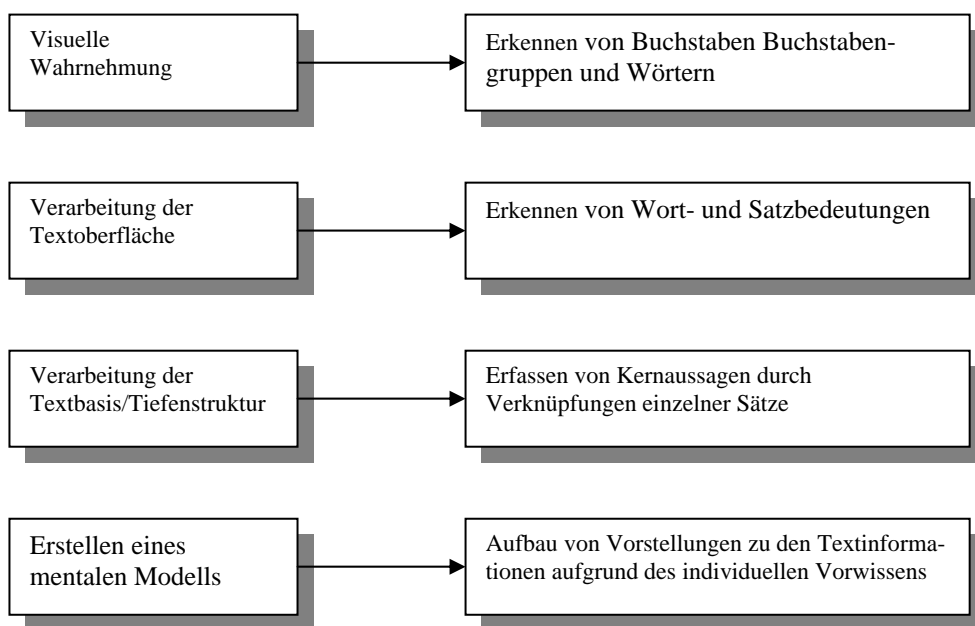 Visuelle
Wahrnehmung
Erkennen von Buchstaben Buchstaben-
gruppen und Wörtern
Verarbeitung der
Textoberfläche
Erkennen von Wort- und Satzbedeutungen
Verarbeitung der
Textbasis/Tiefenstruktur
Erfassen von Kernaussagen durch
Verknüpfungen einzelner Sätze
Erstellen eines
mentalen Modells
Aufbau von Vorstellungen zu den Textinforma-
tionen aufgrund des individuellen Vorwissens